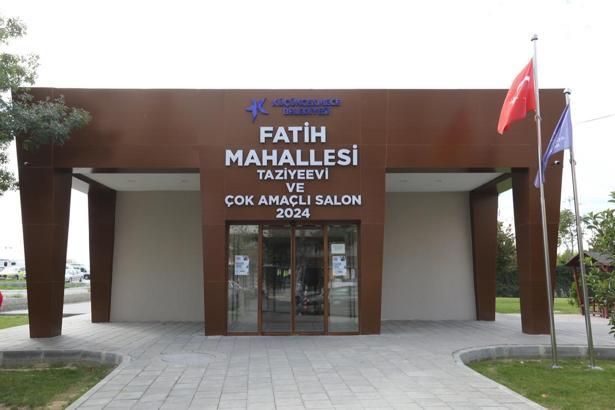 KÜÇÜKÇEKMECE
BELEDİYESİ
FATİH
MAHALLESİ
TAZİYEEVİ
VE
ÇOK AMAÇLI SALON
2024